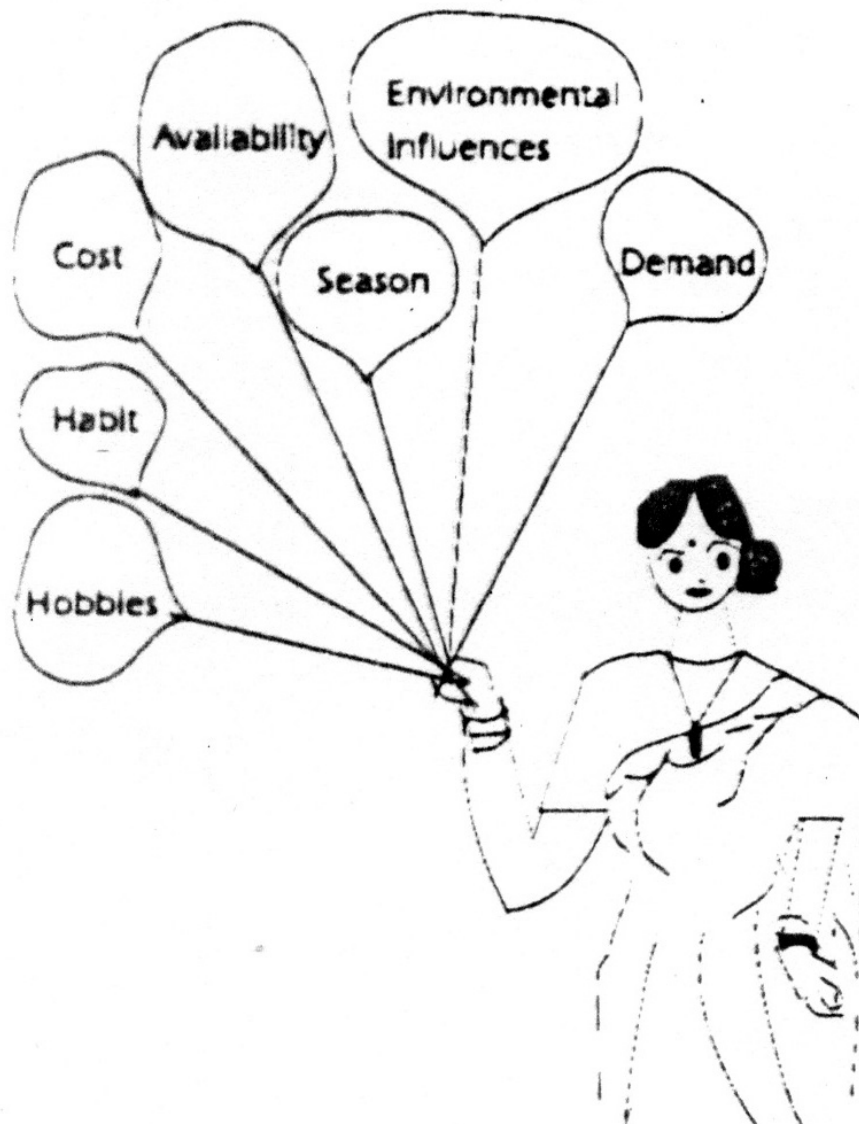 Environmental
Influences
Availability
Cost
Season
Demand
Habit
Hobbies